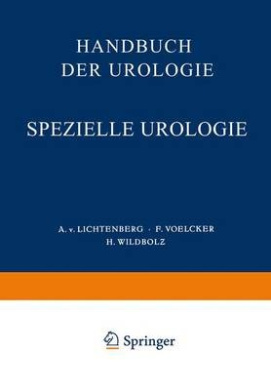 HANDBUCH
DER UROLOGIE
SPEZIELLE UROLOGIE
A. v. LICHTENBERG · F. VOELCKER
H. WILDBOLZ
Springer